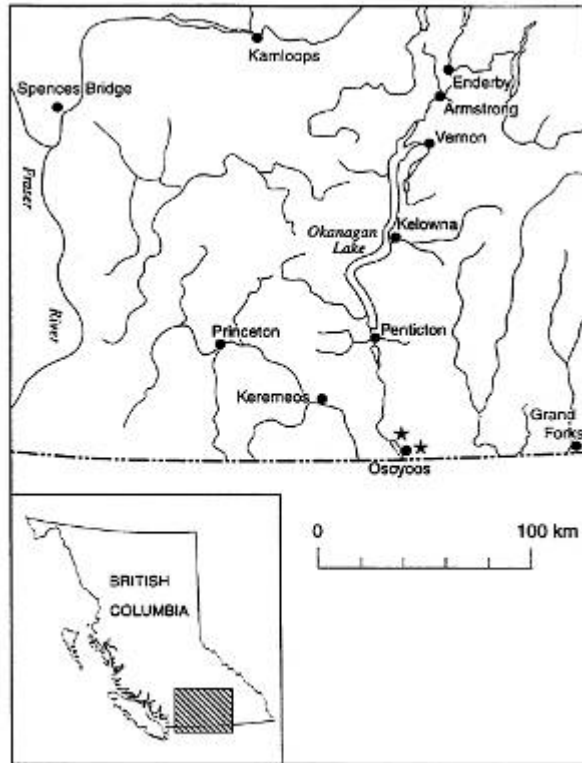 Kamloops
Enderby
Spences Bridge
Armstrong
Vernon
Fraser
Okanagan
Lake
Kelowna
River
Princeton
Penticton
Keremeos
Grand
Forks
Osoyoos
0
100 km
BRITISH
COLUMBIA